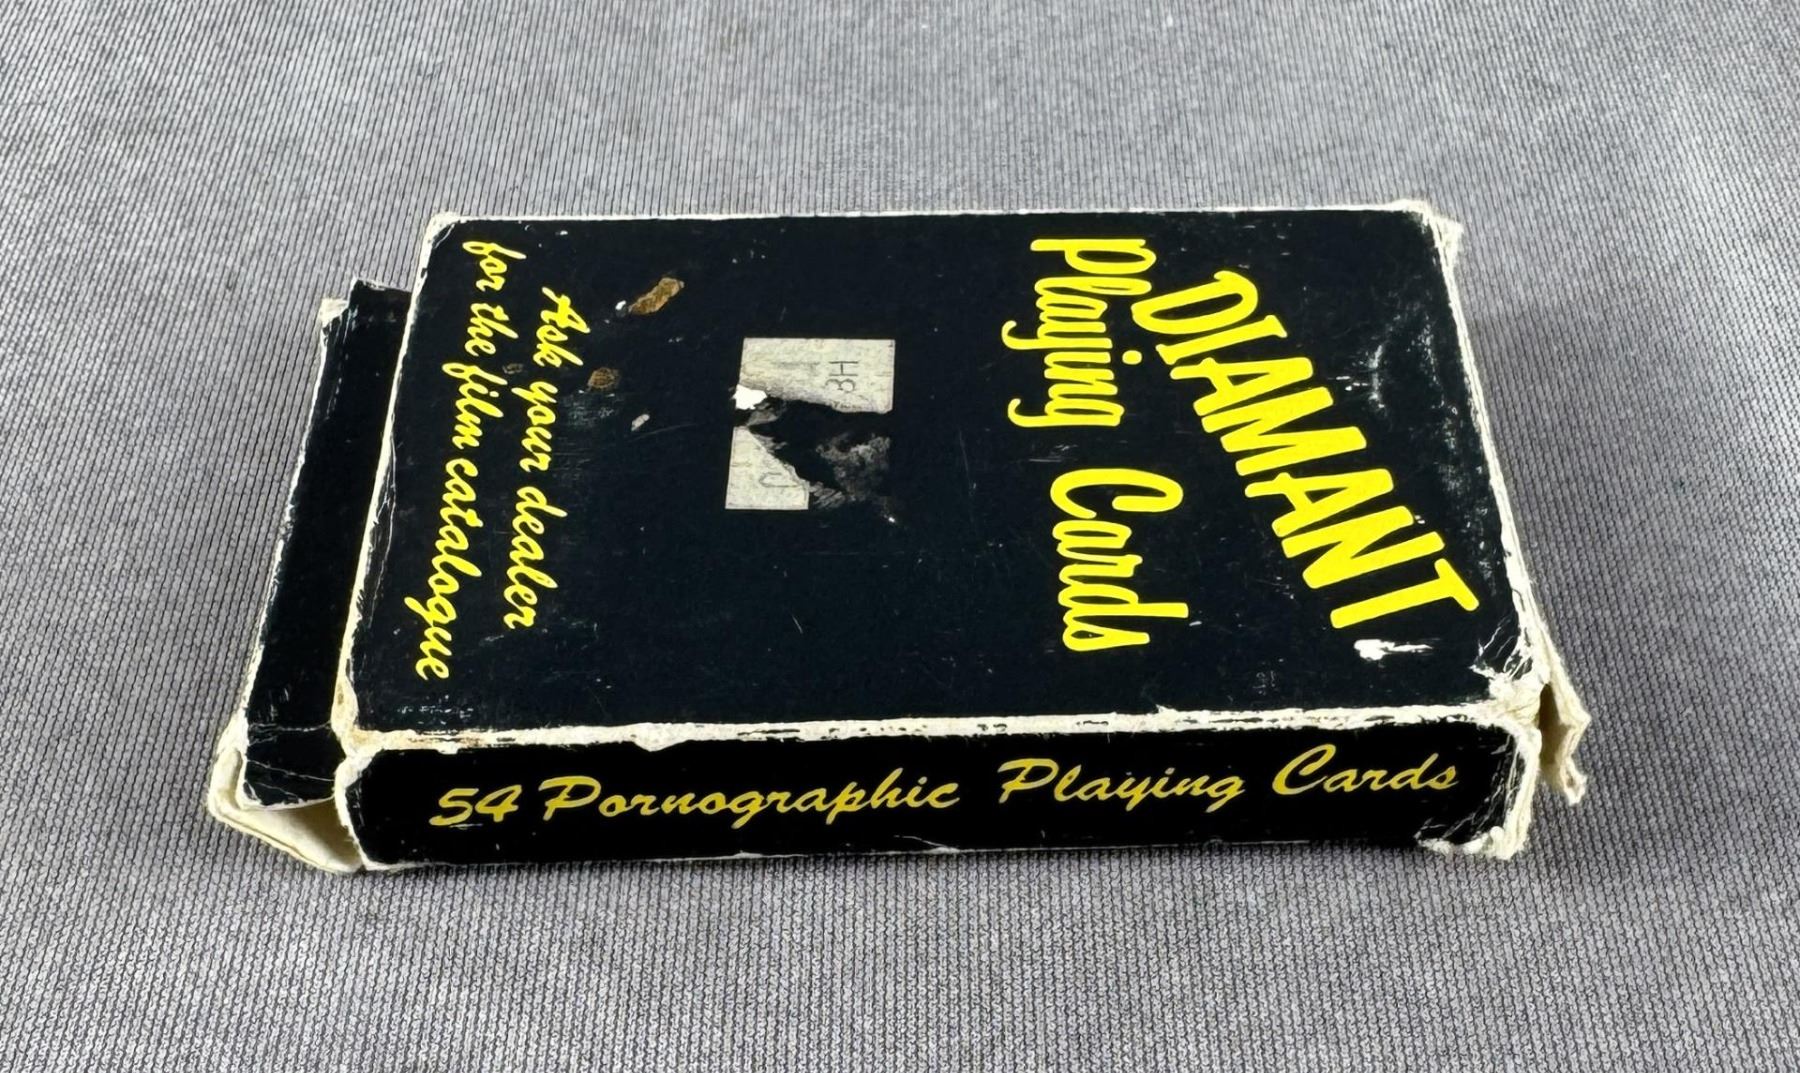 DIAMANT
Playing Cards
Ask your dealer
for the film catalogue
54 Pornographic Playing Cards